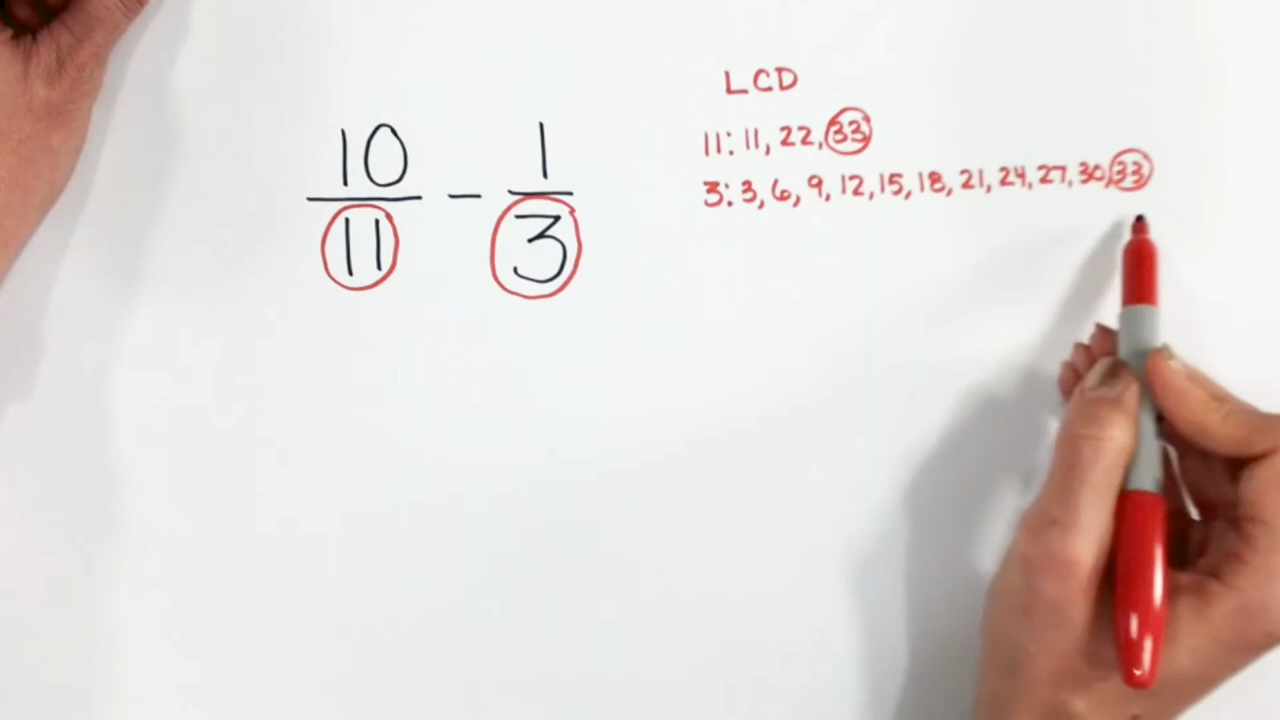 LCD
10/11 - 1/3
11: 11, 22, 33
3: 3, 6, 9, 12, 15, 18, 21, 24, 27, 30, 33